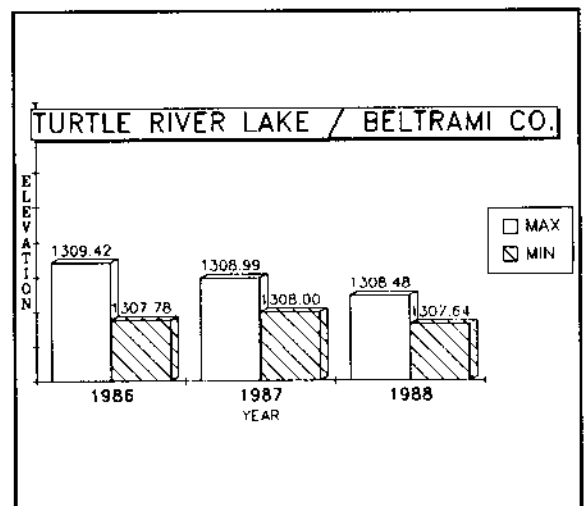 TURTLE RIVER LAKE / BELTRAMI CO.
ELEVATION
MAX
MIN
1309.42
1307.78
1308.99
1308.00
1308.48
1307.64
1986
1987
1988
YEAR